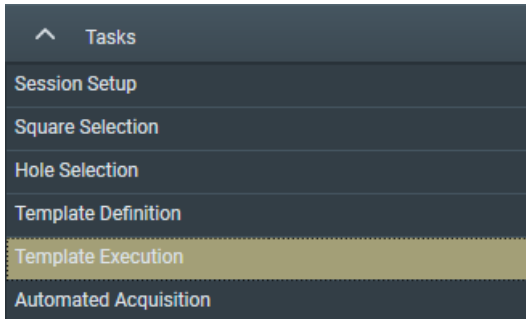 Tasks
Session Setup
Square Selection
Hole Selection
Template Definition
Template Execution
Automated Acquisition